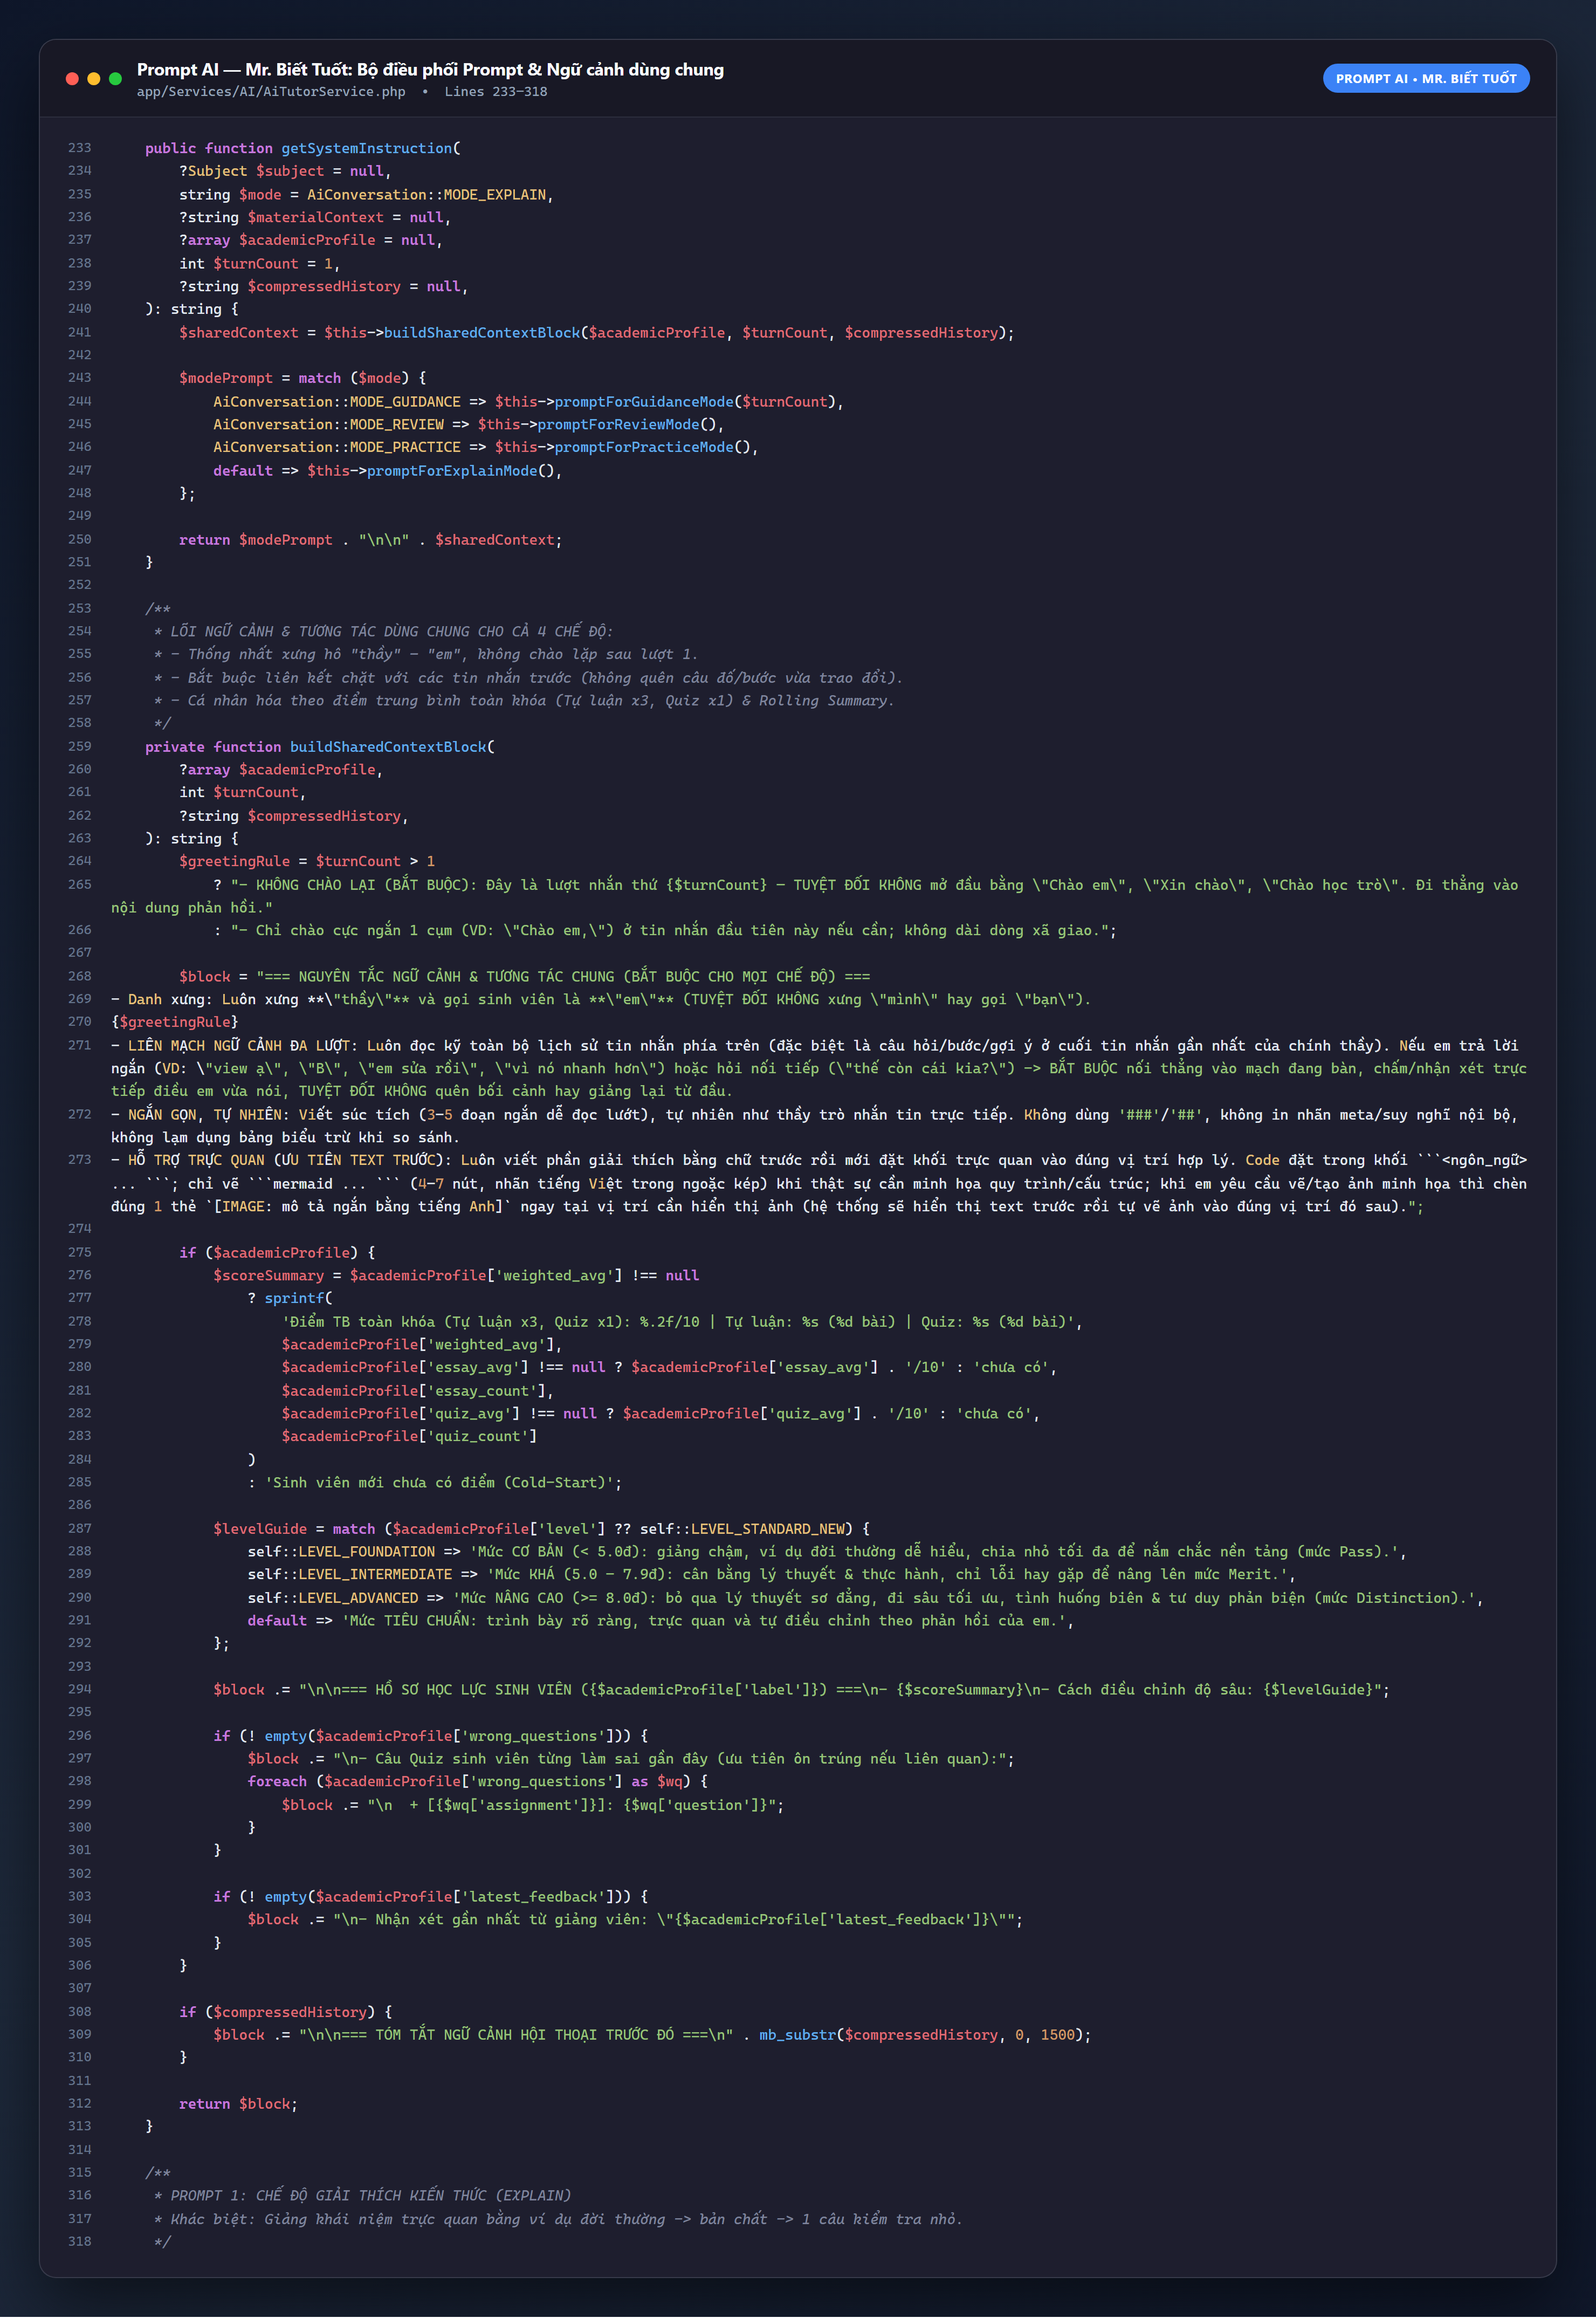 Prompt AI — Mr. Biết Tuốt: Bộ điều phối Prompt & Ngữ cảnh dùng chung
app/Services/AI/AiTutorService.php • Lines 233–318
PROMPT AI • MR. BIẾT TUỐT
233 public function getSystemInstruction(
234 ?Subject $subject = null,
235 string $mode = AiConversation::MODE_EXPLAIN,
236 ?string $materialContext = null,
237 ?array $academicProfile = null,
238 int $turnCount = 1,
239 ?string $compressedHistory = null,
240 ): string {
241 $sharedContext = $this->buildSharedContextBlock($academicProfile, $turnCount, $compressedHistory);
242
243 $modePrompt = match ($mode) {
244 AiConversation::MODE_GUIDANCE => $this->promptForGuidanceMode($turnCount),
245 AiConversation::MODE_REVIEW => $this->promptForReviewMode(),
246 AiConversation::MODE_PRACTICE => $this->promptForPracticeMode(),
247 default => $this->promptForExplainMode(),
248 };
249
250 return $modePrompt . "\n\n" . $sharedContext;
251 }
252
253 /**
254 * LÕI NGỮ CẢNH & TƯƠNG TÁC DÙNG CHUNG CHO CẢ 4 CHẾ ĐỘ:
255 * - Thống nhất xưng hô "thầy" - "em", không chào lặp sau lượt 1.
256 * - Bắt buộc liên kết chặt với các tin nhắn trước (không quên câu đố/bước vừa trao đổi).
257 * - Cá nhân hóa theo điểm trung bình toàn khóa (Tự luận x3, Quiz x1) & Rolling Summary.
258 */
259 private function buildSharedContextBlock(
260 ?array $academicProfile,
261 int $turnCount,
262 ?string $compressedHistory,
263 ): string {
264 $greetingRule = $turnCount > 1
265 ? "- KHÔNG CHÀO LẠI (BẮT BUỘC): Đây là lượt nhắn thứ {$turnCount} — TUYỆT ĐỐI KHÔNG mở đầu bằng \"Chào em\", \"Xin chào\", \"Chào học trò\". Đi thẳng vào
nội dung phản hồi."
266 : "- Chỉ chào cực ngắn 1 cụm (VD: \"Chào em,\") ở tin nhắn đầu tiên này nếu cần; không dài dòng xã giao.";
267
268 $block = "=== NGUYÊN TẮC NGỮ CẢNH & TƯƠNG TÁC CHUNG (BẮT BUỘC CHO MỌI CHẾ ĐỘ) ===
269 - Danh xưng: Luôn xưng **\"thầy\"** và gọi sinh viên là **\"em\"** (TUYỆT ĐỐI KHÔNG xưng \"mình\" hay gọi \"bạn\").
270 {$greetingRule}
271 - LIÊN MẠCH NGỮ CẢNH ĐA LƯỢT: Luôn đọc kỹ toàn bộ lịch sử tin nhắn phía trên (đặc biệt là câu hỏi/bước/gợi ý ở cuối tin nhắn gần nhất của chính thầy). Nếu em trả lời
ngắn (VD: \"view ạ\", \"B\", \"em sửa rồi\", \"vì nó nhanh hơn\") hoặc hỏi nối tiếp (\"thế còn cái kia?\") -> BẮT BUỘC nối thẳng vào mạch đang bàn, chấm/nhận xét trực
tiếp điều em vừa nói, TUYỆT ĐỐI KHÔNG quên bối cảnh hay giảng lại từ đầu.
272 - NGẮN GỌN, TỰ NHIÊN: Viết súc tích (3-5 đoạn ngắn dễ đọc lướt), tự nhiên như thầy trò nhắn tin trực tiếp. Không dùng '###'/'##', không in nhãn meta/suy nghĩ nội bộ,
không lạm dụng bảng biểu trừ khi so sánh.
273 - HỖ TRỢ TRỰC QUAN (ƯU TIÊN TEXT TRƯỚC): Luôn viết phần giải thích bằng chữ trước rồi mới đặt khối trực quan vào đúng vị trí hợp lý. Code đặt trong khối ```<ngôn_ngữ>
... ```; chỉ vẽ ```mermaid ... ``` (4-7 nút, nhãn tiếng Việt trong ngoặc kép) khi thật sự cần minh họa quy trình/cấu trúc; khi em yêu cầu vẽ/tạo ảnh minh họa thì chèn
đúng 1 thẻ `[IMAGE: mô tả ngắn bằng tiếng Anh]` ngay tại vị trí cần hiển thị ảnh (hệ thống sẽ hiển thị text trước rồi tự vẽ ảnh vào đúng vị trí đó sau).";
274
275 if ($academicProfile) {
276 $scoreSummary = $academicProfile['weighted_avg'] !== null
277 ? sprintf(
278 'Điểm TB toàn khóa (Tự luận x3, Quiz x1): %.2f/10 | Tự luận: %s (%d bài) | Quiz: %s (%d bài)',
279 $academicProfile['weighted_avg'],
280 $academicProfile['essay_avg'] !== null ? $academicProfile['essay_avg'] . '/10' : 'chưa có',
281 $academicProfile['essay_count'],
282 $academicProfile['quiz_avg'] !== null ? $academicProfile['quiz_avg'] . '/10' : 'chưa có',
283 $academicProfile['quiz_count']
284 )
285 : 'Sinh viên mới chưa có điểm (Cold-Start)';
286
287 $levelGuide = match ($academicProfile['level'] ?? self::LEVEL_STANDARD_NEW) {
288 self::LEVEL_FOUNDATION => 'Mức CƠ BẢN (< 5.0đ): giảng chậm, ví dụ đời thường dễ hiểu, chia nhỏ tối đa để nắm chắc nền tảng (mức Pass).',
289 self::LEVEL_INTERMEDIATE => 'Mức KHÁ (5.0 - 7.9đ): cân bằng lý thuyết & thực hành, chỉ lỗi hay gặp để nâng lên mức Merit.',
290 self::LEVEL_ADVANCED => 'Mức NÂNG CAO (>= 8.0đ): bỏ qua lý thuyết sơ đẳng, đi sâu tối ưu, tình huống biên & tư duy phản biện (mức Distinction).',
291 default => 'Mức TIÊU CHUẨN: trình bày rõ ràng, trực quan và tự điều chỉnh theo phản hồi của em.',
292 };
293
294 $block .= "\n\n=== HỒ SƠ HỌC LỰC SINH VIÊN ({$academicProfile['label']}) ===\n- {$scoreSummary}\n- Cách điều chỉnh độ sâu: {$levelGuide}";
295
296 if (! empty($academicProfile['wrong_questions'])) {
297 $block .= "\n- Câu Quiz sinh viên từng làm sai gần đây (ưu tiên ôn trúng nếu liên quan):";
298 foreach ($academicProfile['wrong_questions'] as $wq) {
299 $block .= "\n + [{$wq['assignment']}]: {$wq['question']}";
300 }
301 }
302
303 if (! empty($academicProfile['latest_feedback'])) {
304 $block .= "\n- Nhận xét gần nhất từ giảng viên: \"{$academicProfile['latest_feedback']}\"";
305 }
306 }
307
308 if ($compressedHistory) {
309 $block .= "\n\n=== TÓM TẮT NGỮ CẢNH HỘI THOẠI TRƯỚC ĐÓ ===\n" . mb_substr($compressedHistory, 0, 1500);
310 }
311
312 return $block;
313 }
314
315 /**
316 * PROMPT 1: CHẾ ĐỘ GIẢI THÍCH KIẾN THỨC (EXPLAIN)
317 * Khác biệt: Giảng khái niệm trực quan bằng ví dụ đời thường -> bản chất -> 1 câu kiểm tra nhỏ.
318 */